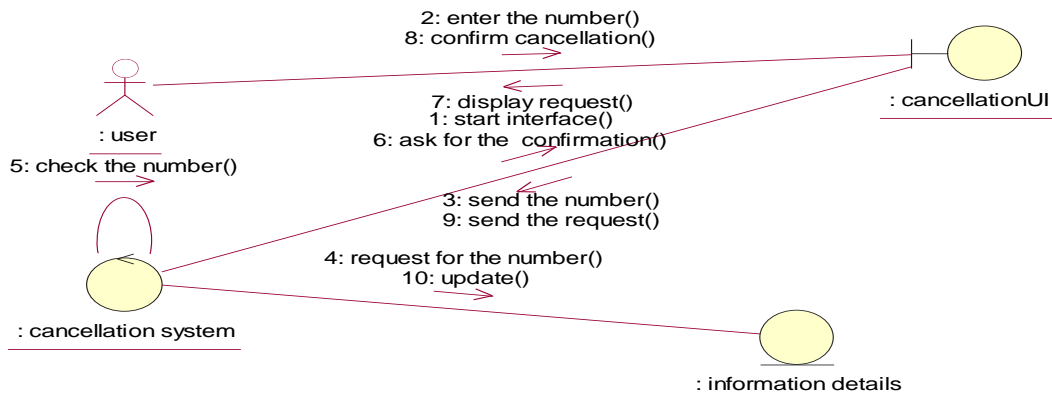 2: enter the number()
8: confirm cancellation()
7: display request()
: cancellationUI
1: start interface()
: user
6: ask for the confirmation()
5: check the number()
3: send the number()
9: send the request()
4: request for the number()
10: update()
: cancellation system
: information details